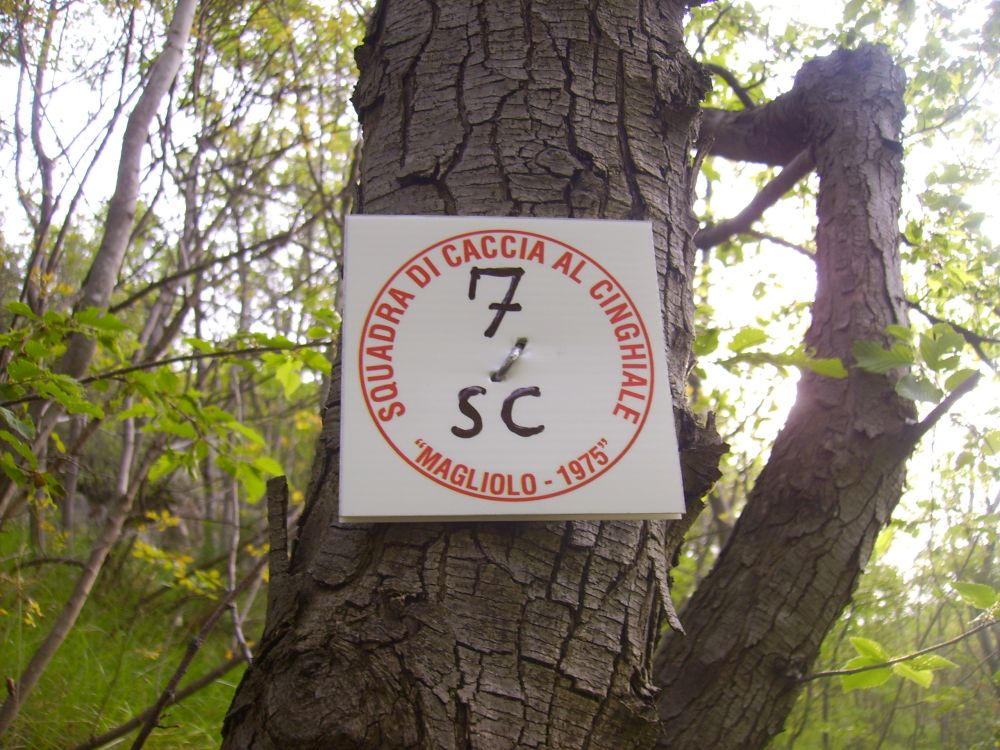 SQUADRA DI CACCIA AL CINGHIALE
7
SC
"MAGLIOLO - 1975"